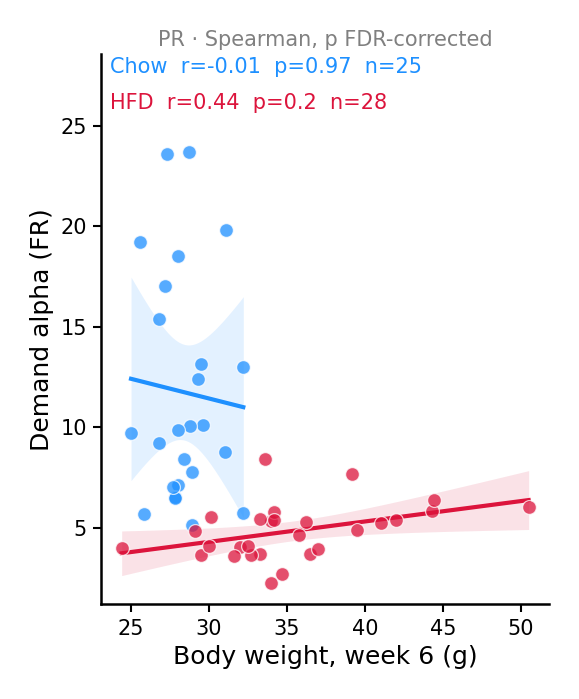 PR · Spearman, p FDR-corrected
Chow r=-0.01 p=0.97 n=25
HFD r=0.44 p=0.2 n=28
25
20
15
10
5
Demand alpha (FR)
25 30 35 40 45 50
Body weight, week 6 (g)